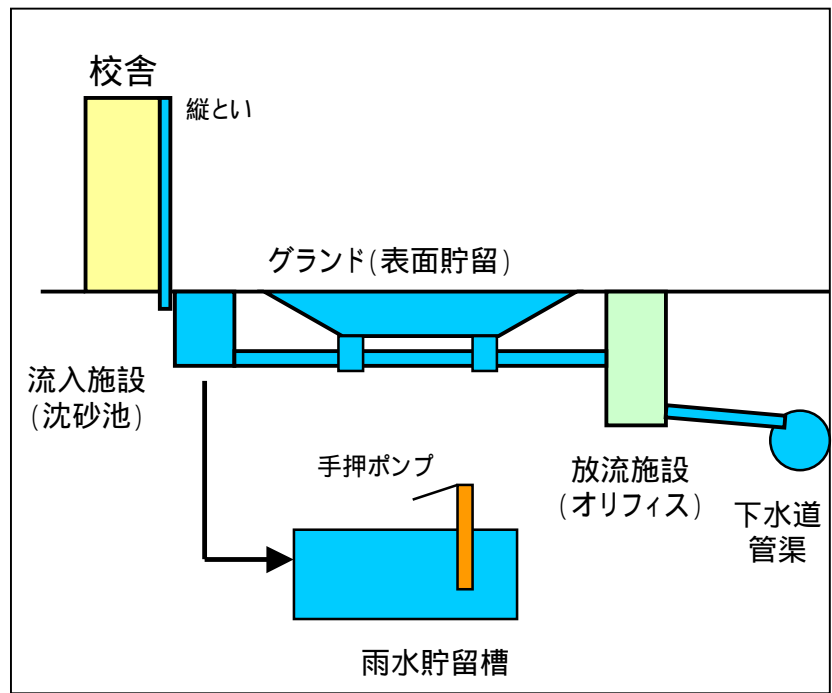 校舎
縦とい
グランド(表面貯留)
流入施設
(沈砂池)
手押ポンプ
放流施設
(オリフィス)
下水道
管渠
雨水貯留槽